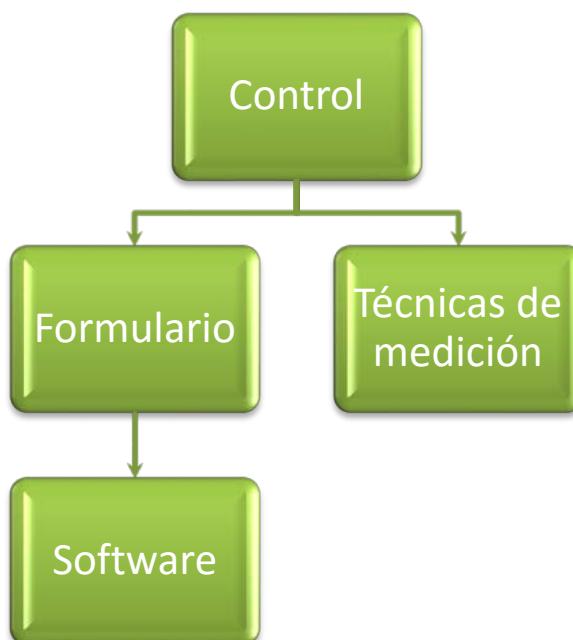 Control
Formulario
Técnicas de
medición
Software